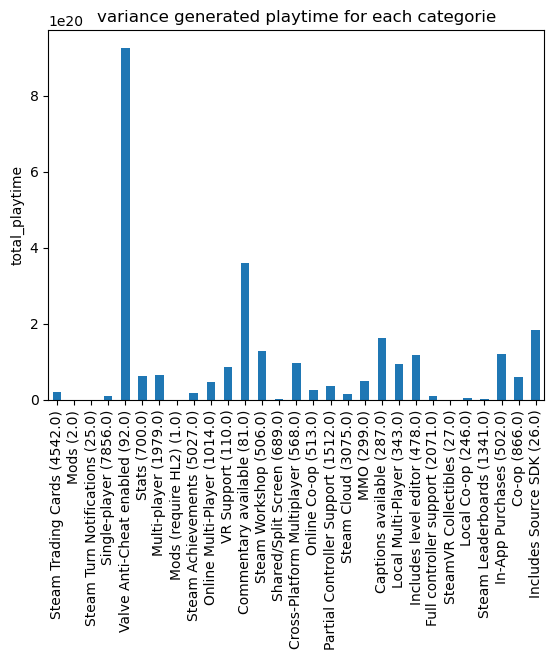 variance generated playtime for each categorie
1e20
8
6
4
2
0
total_playtime
Steam Trading Cards (4542.0)
Mods (2.0)
Steam Turn Notifications (25.0)
Single-player (7856.0)
Valve Anti-Cheat enabled (92.0)
Stats (700.0)
Multi-player (1979.0)
Mods (require HL2) (1.0)
Steam Achievements (5027.0)
Online Multi-Player (1014.0)
VR Support (110.0)
Commentary available (81.0)
Steam Workshop (506.0)
Shared/Split Screen (689.0)
Cross-Platform Multiplayer (568.0)
Online Co-op (513.0)
Partial Controller Support (1512.0)
Steam Cloud (3075.0)
MMO (299.0)
Captions available (287.0)
Local Multi-Player (343.0)
Includes level editor (478.0)
Full controller support (2071.0)
SteamVR Collectibles (27.0)
Local Co-op (246.0)
Steam Leaderboards (1341.0)
In-App Purchases (502.0)
Co-op (866.0)
Includes Source SDK (26.0)